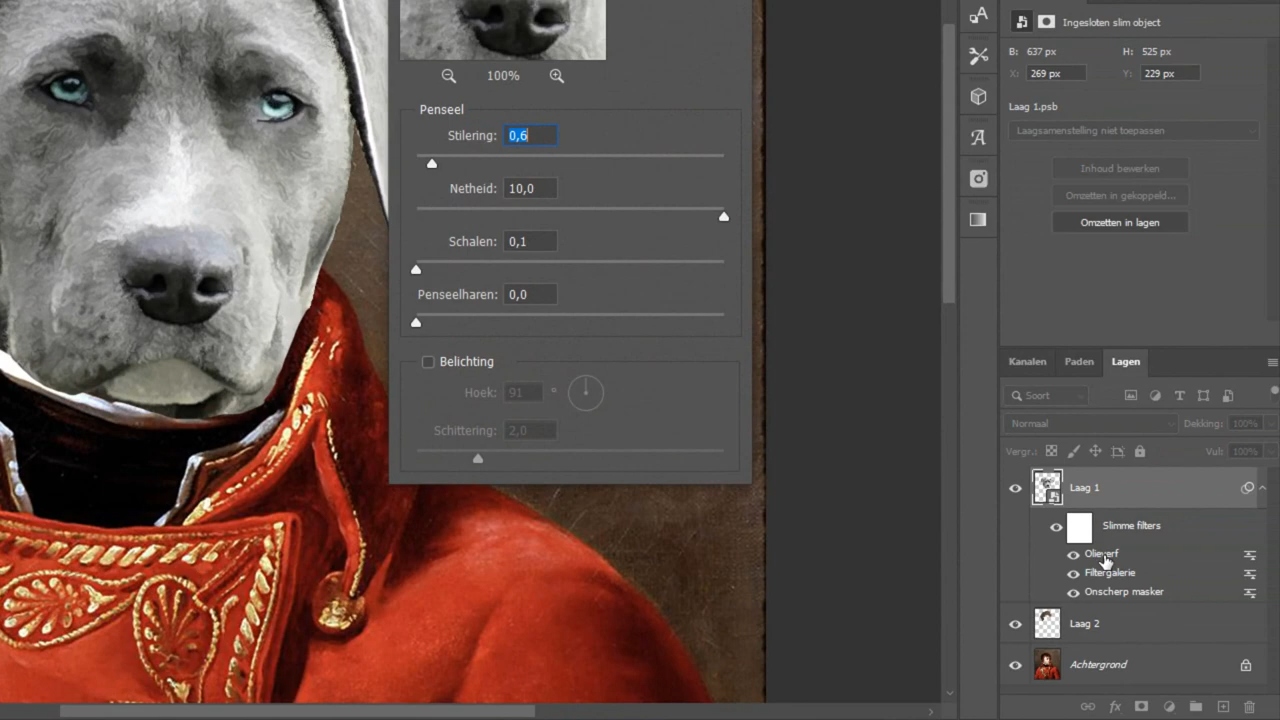 Ingesloten slim object
B: 637 px H: 525 px
X: 269 px Y: 229 px
Laag 1.psb
Laagsamenstelling niet toepassen
Inhoud bewerken
Omzetten in gekoppeld...
Omzetten in lagen
100%
Penseel
Stilering: 0,6
Netheid: 10,0
Schalen: 0,1
Penseelharen: 0,0
Belichting
Hoek: 91 °
Schittering: 2,0
Kanalen Paden Lagen
Soort
Normaal Dekking: 100%
Vergr.: Vul: 100%
Laag 1
Slimme filters
Olieverf
Filtergalerie
Onscherp masker
Laag 2
Achtergrond
fx